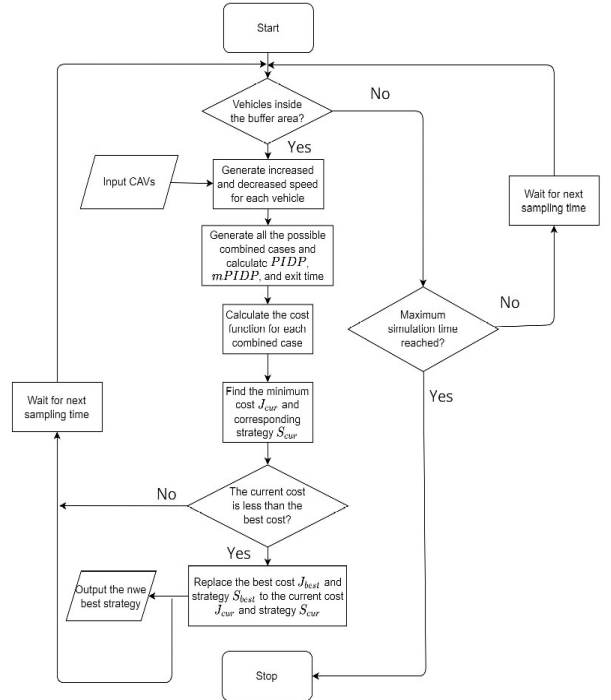 Start
No
Vehicles inside
the buffer area?
Yes
Input CAVs
Generate increased
and decreased speed
for each vehicle
Wait for next
sampling time
Generate all the possible
combined cases and
calculate PIDP,
mPIDP, and exit time
No
Calculate the cost
function for each
combined case
Maximum
simulation time
reached?
Yes
Wait for next
sampling time
Find the minimum
cost J_cur and
corresponding
strategy S_cur
No
The current cost
is less than the
best cost?
Yes
Output the nwe
best strategy
Replace the best cost J_best and
strategy S_best to the current cost
J_cur and strategy S_cur
Stop